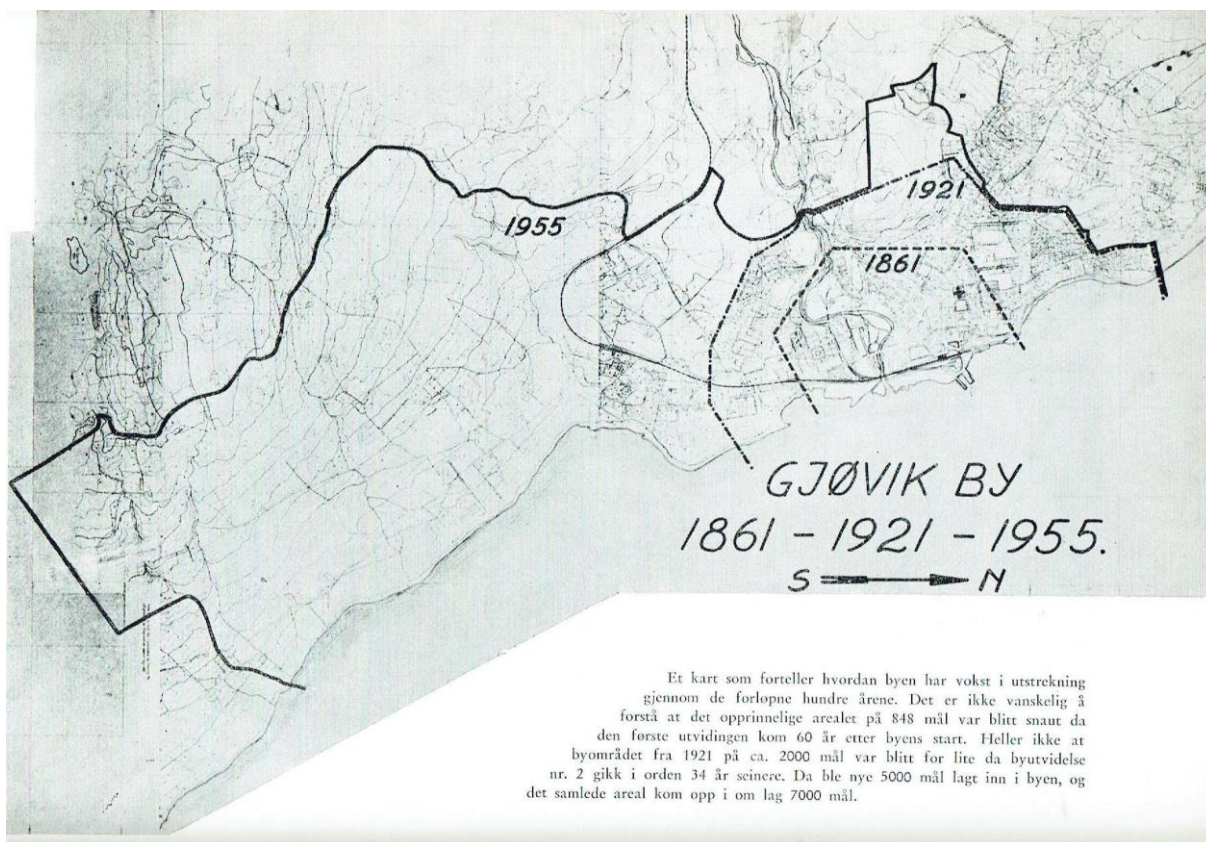 1955
1921
1861
GJØVIK BY
1861 – 1921 – 1955.
S N
Et kart som forteller hvordan byen har vokst i utstrekning
gjennom de forløpne hundre årene. Det er ikke vanskelig å
forstå at det opprinnelige arealet på 848 mål var blitt snaut da
den første utvidingen kom 60 år etter byens start. Heller ikke at
byområdet fra 1921 på ca. 2000 mål var blitt for lite da byutvidelse
nr. 2 gikk i orden 34 år seinere. Da ble nye 5000 mål lagt inn i byen, og
det samlede areal kom opp i om lag 7000 mål.